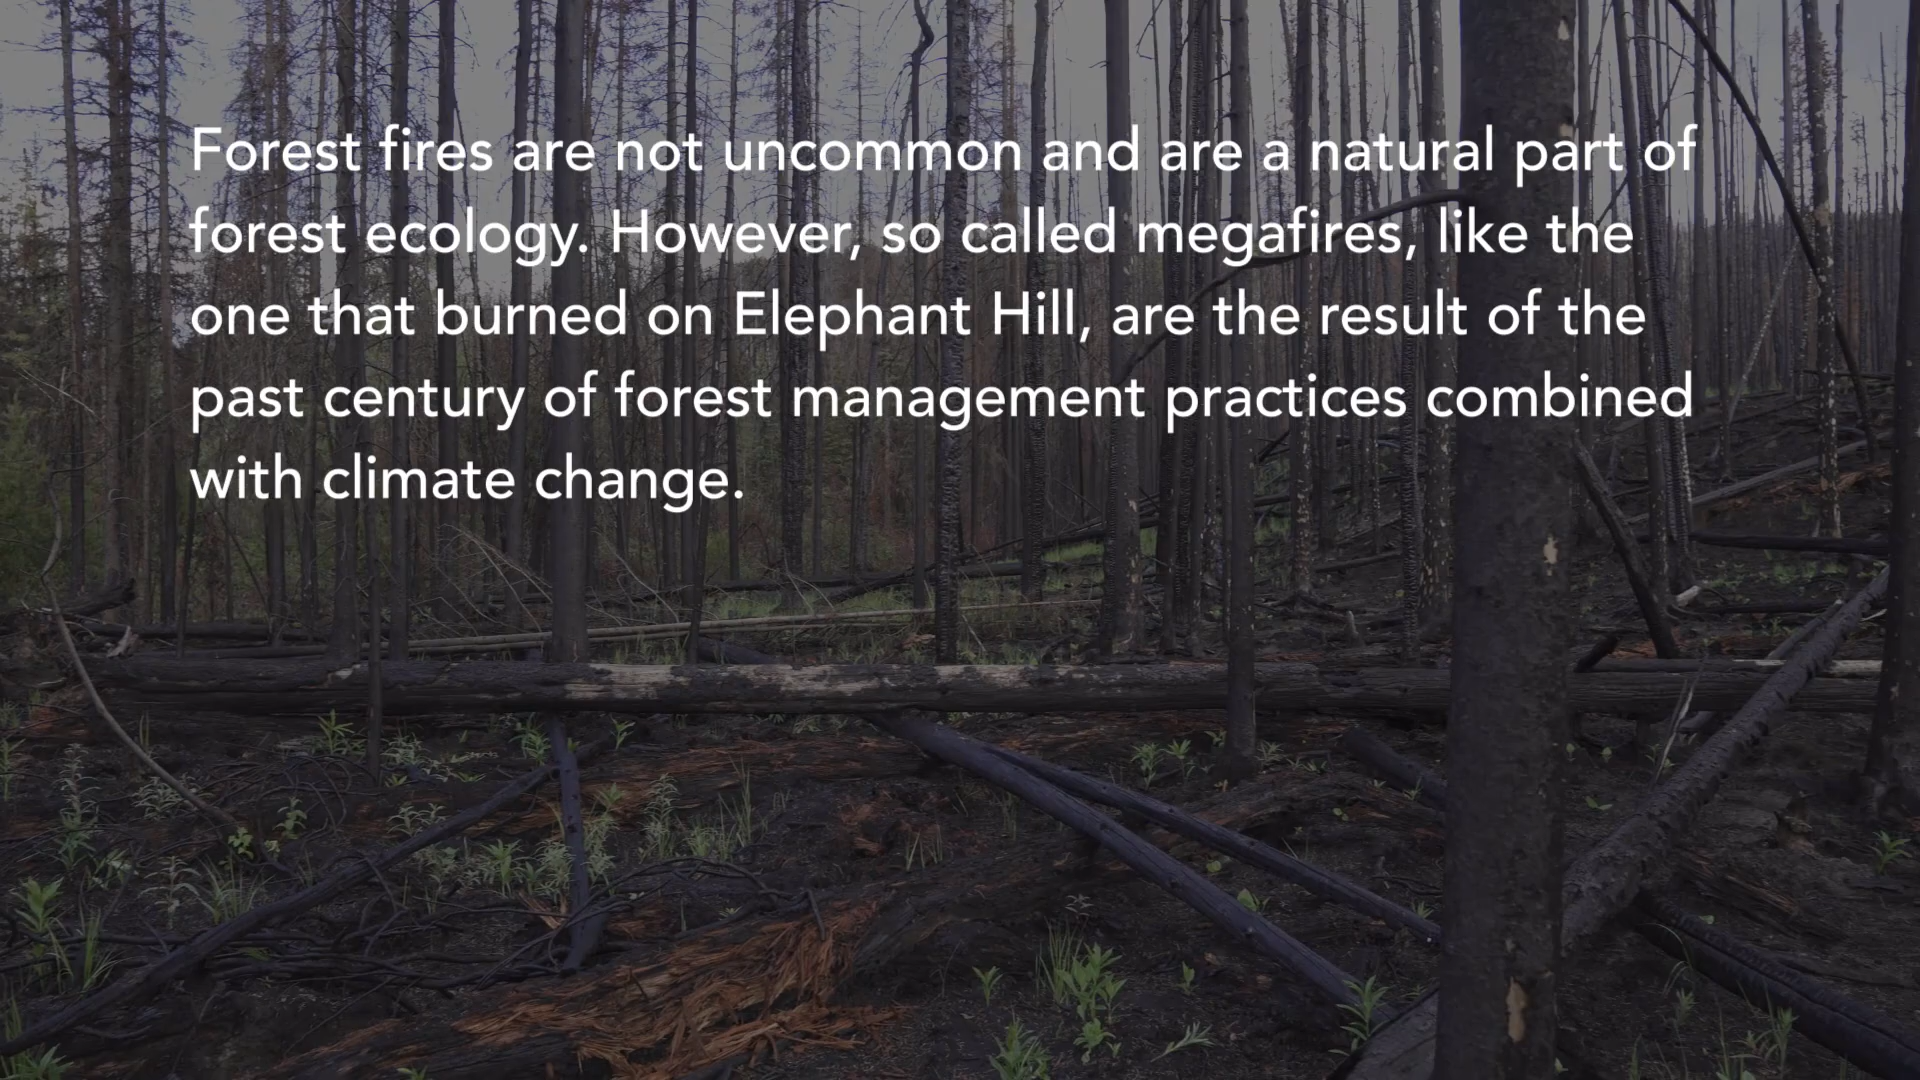 Forest fires are not uncommon and are a natural part of
forest ecology. However, so called megafires, like the
one that burned on Elephant Hill, are the result of the
past century of forest management practices combined
with climate change.